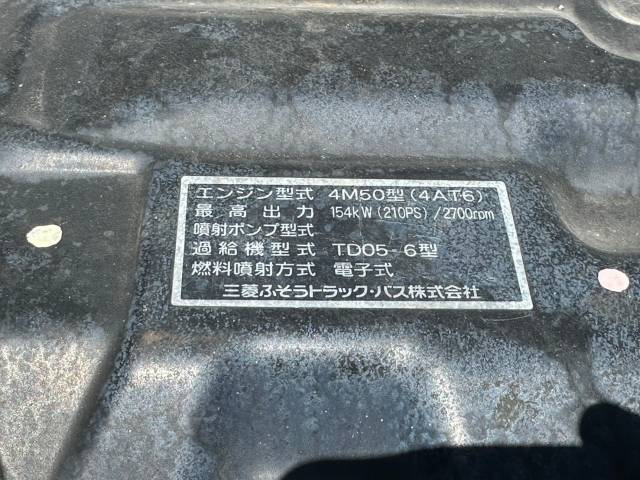 エンジン型式 4M50型(4AT6)
最高出力 154kW(210PS)/2700rpm
噴射ポンプ型式
過給機型式 TD05-6型
燃料噴射方式 電子式
三菱ふそうトラック・バス株式会社